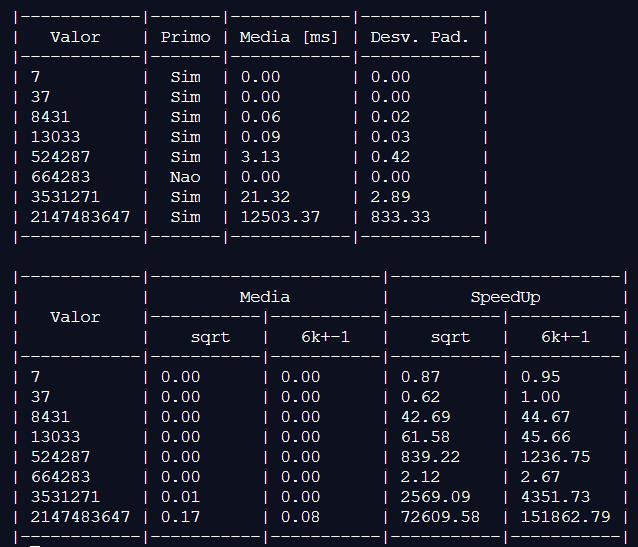 |------------|-------|------------|------------|
|   Valor    | Primo | Media [ms] | Desv. Pad. |
|------------|-------|------------|------------|
| 7          |  Sim  | 0.00       | 0.00       |
| 37         |  Sim  | 0.00       | 0.00       |
| 8431       |  Sim  | 0.06       | 0.02       |
| 13033      |  Sim  | 0.09       | 0.03       |
| 524287     |  Sim  | 3.13       | 0.42       |
| 664283     |  Nao  | 0.00       | 0.00       |
| 3531271    |  Sim  | 21.32      | 2.89       |
| 2147483647 |  Sim  | 12503.37   | 833.33     |
|------------|-------|------------|------------|
|------------|-----------------------|-----------------------|
|            |         Media         |        SpeedUp        |
|   Valor    |-----------|-----------|-----------|-----------|
|            |    sqrt   |   6k+-1   |    sqrt   |   6k+-1   |
|------------|-----------|-----------|-----------|-----------|
| 7          | 0.00      | 0.00      | 0.87      | 0.95      |
| 37         | 0.00      | 0.00      | 0.62      | 1.00      |
| 8431       | 0.00      | 0.00      | 42.69     | 44.67     |
| 13033      | 0.00      | 0.00      | 61.58     | 45.66     |
| 524287     | 0.00      | 0.00      | 839.22    | 1236.75   |
| 664283     | 0.00      | 0.00      | 2.12      | 2.67      |
| 3531271    | 0.01      | 0.00      | 2569.09   | 4351.73   |
| 2147483647 | 0.17      | 0.08      | 72609.58  | 151862.79 |
|------------|-----------|-----------|-----------|-----------|